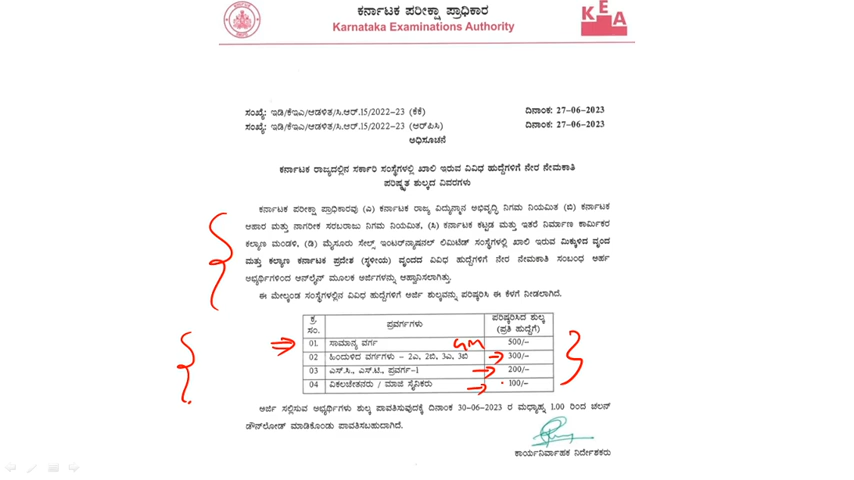 ಕರ್ನಾಟಕ ಪರೀಕ್ಷಾ ಪ್ರಾಧಿಕಾರ
Karnataka Examinations Authority
KEA
ಸಂಖ್ಯೆ: ಇಡಿ/ಕೆಇಎ/ಆಡಳಿತ/ಸಿ.ಆರ್.15/2022-23 (ಕೆಕೆ) ದಿನಾಂಕ: 27-06-2023
ಸಂಖ್ಯೆ: ಇಡಿ/ಕೆಇಎ/ಆಡಳಿತ/ಸಿ.ಆರ್.15/2022-23 (ಆರ್‌ಪಿಸಿ) ದಿನಾಂಕ: 27-06-2023
ಅಧಿಸೂಚನೆ
ಕರ್ನಾಟಕ ರಾಜ್ಯದಲ್ಲಿನ ಸರ್ಕಾರಿ ಸಂಸ್ಥೆಗಳಲ್ಲಿ ಖಾಲಿ ಇರುವ ವಿವಿಧ ಹುದ್ದೆಗಳಿಗೆ ನೇರ ನೇಮಕಾತಿ
ಪರಿಷ್ಕೃತ ಶುಲ್ಕದ ವಿವರಗಳು
ಕರ್ನಾಟಕ ಪರೀಕ್ಷಾ ಪ್ರಾಧಿಕಾರವು (ಎ) ಕರ್ನಾಟಕ ರಾಜ್ಯ ವಿದ್ಯುನ್ಮಾನ ಅಭಿವೃದ್ಧಿ ನಿಗಮ ನಿಯಮಿತ, (ಬಿ) ಕರ್ನಾಟಕ
ಆಹಾರ ಮತ್ತು ನಾಗರೀಕ ಸರಬರಾಜು ನಿಗಮ ನಿಯಮಿತ, (ಸಿ) ಕರ್ನಾಟಕ ಕಟ್ಟಡ ಮತ್ತು ಇತರೆ ನಿರ್ಮಾಣ ಕಾರ್ಮಿಕರ
ಕಲ್ಯಾಣ ಮಂಡಳಿ, (ಡಿ) ಮೈಸೂರು ಸೇಲ್ಸ್ ಇಂಟರ್‌ನ್ಯಾಷನಲ್ ಲಿಮಿಟೆಡ್ ಸಂಸ್ಥೆಗಳಲ್ಲಿ ಖಾಲಿ ಇರುವ ಮಿಕ್ಕುಳಿದ ವೃಂದ
ಮತ್ತು ಕಲ್ಯಾಣ ಕರ್ನಾಟಕ ಪ್ರದೇಶ (ಸ್ಥಳೀಯ) ವೃಂದದ ವಿವಿಧ ಹುದ್ದೆಗಳಿಗೆ ನೇರ ನೇಮಕಾತಿ ಸಂಬಂಧ ಅರ್ಹ
ಅಭ್ಯರ್ಥಿಗಳಿಂದ ಆನ್‌ಲೈನ್ ಮೂಲಕ ಅರ್ಜಿಗಳನ್ನು ಆಹ್ವಾನಿಸಲಾಗಿತ್ತು.
ಈ ಮೇಲ್ಕಂಡ ಸಂಸ್ಥೆಗಳಲ್ಲಿನ ವಿವಿಧ ಹುದ್ದೆಗಳಿಗೆ ಅರ್ಜಿ ಶುಲ್ಕವನ್ನು ಪರಿಷ್ಕರಿಸಿ ಈ ಕೆಳಗೆ ನೀಡಲಾಗಿದೆ.
ಕ್ರ. ಸಂ. ಪ್ರವರ್ಗಗಳು ಪರಿಷ್ಕರಿಸಿದ ಶುಲ್ಕ (ಪ್ರತಿ ಹುದ್ದೆಗೆ)
01. ಸಾಮಾನ್ಯ ವರ್ಗ GM 500/-
02 ಹಿಂದುಳಿದ ವರ್ಗಗಳು – 2ಎ, 2ಬಿ, 3ಎ, 3ಬಿ 300/-
03 ಎಸ್.ಸಿ., ಎಸ್.ಟಿ., ಪ್ರವರ್ಗ-1 200/-
04 ವಿಕಲಚೇತನರು / ಮಾಜಿ ಸೈನಿಕರು 100/-
ಅರ್ಜಿ ಸಲ್ಲಿಸುವ ಅಭ್ಯರ್ಥಿಗಳು ಶುಲ್ಕ ಪಾವತಿಸುವುದಕ್ಕೆ ದಿನಾಂಕ 30-06-2023 ರ ಮಧ್ಯಾಹ್ನ 1.00 ರಿಂದ ಚಲನ್
ಡೌನ್‌ಲೋಡ್ ಮಾಡಿಕೊಂಡು ಪಾವತಿಸಬಹುದಾಗಿದೆ.
ಕಾರ್ಯನಿರ್ವಾಹಕ ನಿರ್ದೇಶಕರು